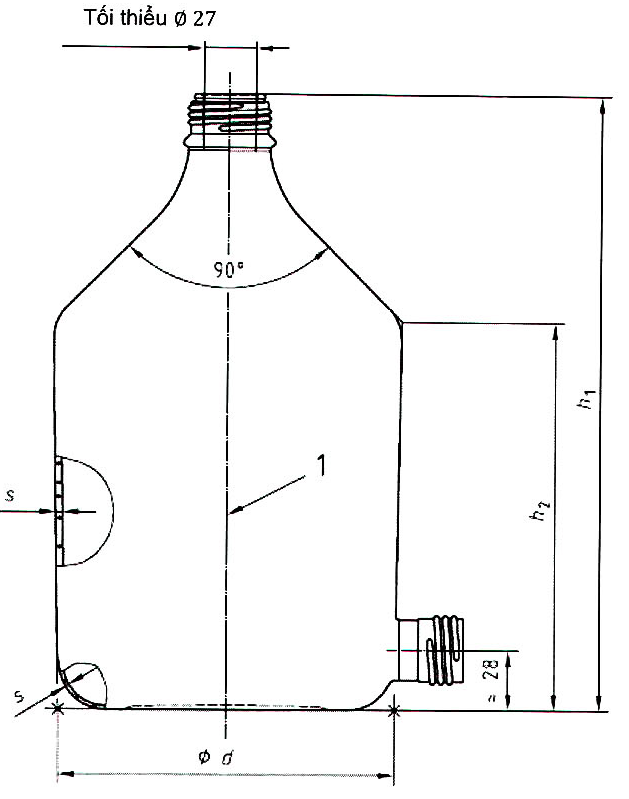 Tối thiểu Ø 27
90°
h₁
1
s
h₂
s
≈ 28
Φ d